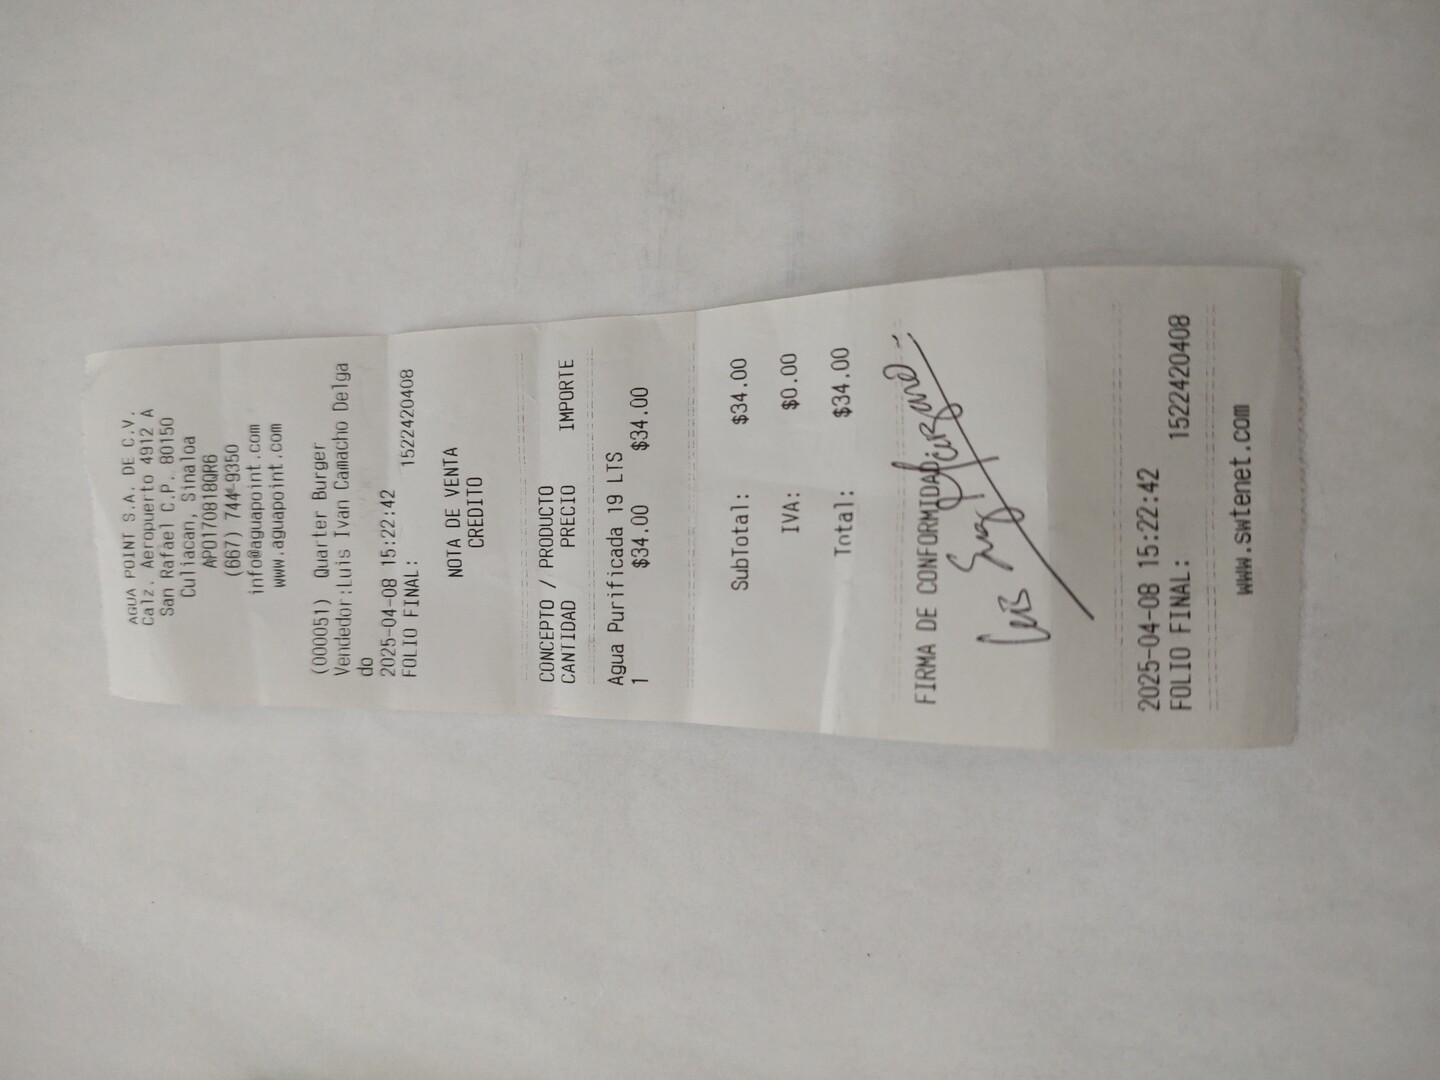 AGUA POINT S.A. DE C.V.
Calz. Aeropuerto 4912 A
San Rafael C.P. 80150
Culiacan, Sinaloa
APO170818QR6
(667) 744-9350
info@aguapoint.com
www.aguapoint.com
(000051) Quarter Burger
Vendedor:Luis Ivan Camacho Delga
do
2025-04-08 15:22:42
FOLIO FINAL: 1522420408
NOTA DE VENTA
CREDITO
CONCEPTO / PRODUCTO
CANTIDAD PRECIO IMPORTE
Agua Purificada 19 LTS
1 $34.00 $34.00
SubTotal: $34.00
IVA: $0.00
Total: $34.00
FIRMA DE CONFORMIDAD:
2025-04-08 15:22:42
FOLIO FINAL: 1522420408
www.swtenet.com